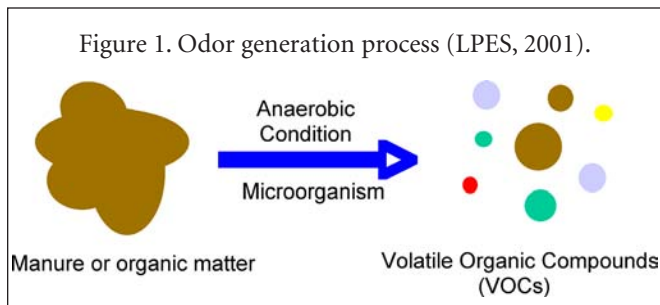 Figure 1. Odor generation process (LPES, 2001).
Anaerobic
Condition
Microorganism
Manure or organic matter
Volatile Organic Compounds
(VOCs)